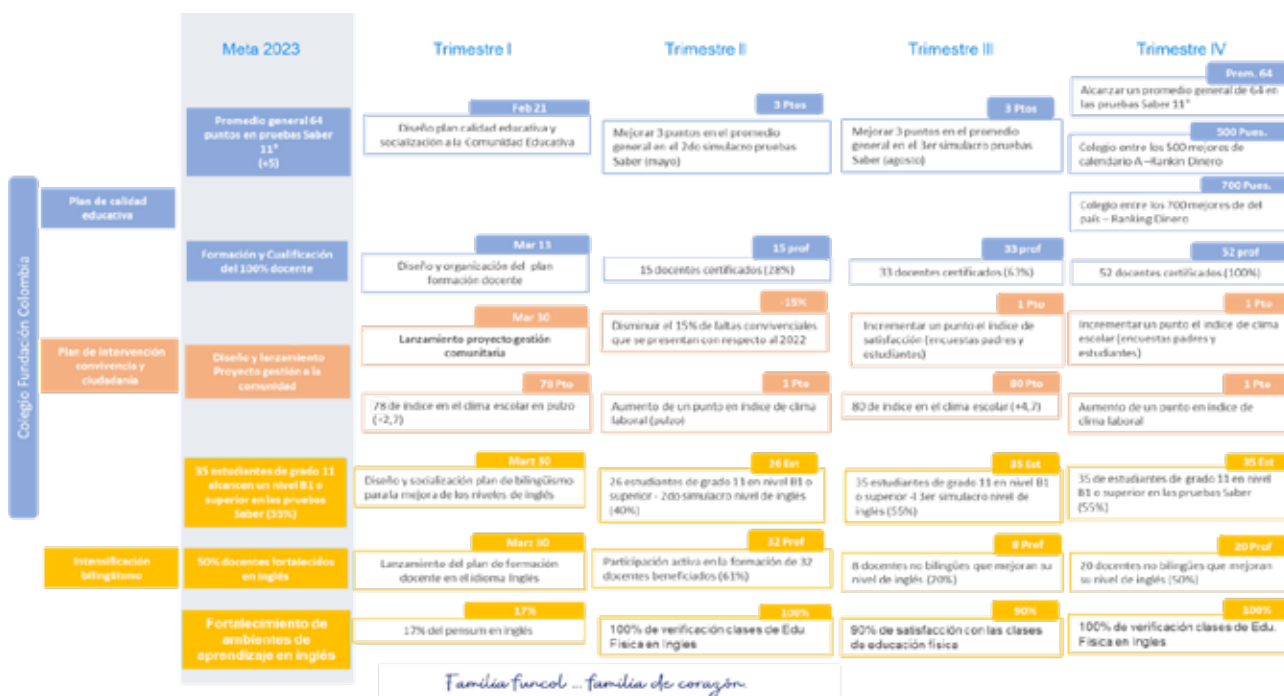 Meta 2023
Trimestre I
Trimestre II
Trimestre III
Trimestre IV
Colegio Fundación Colombia
Plan de calidad
educativa
Promedio general 64
puntos en pruebas Saber
11°
(+5)
Feb 21
Diseño plan calidad educativa y
socialización a la Comunidad Educativa
3 Ptos
Mejorar 3 puntos en el promedio
general en el 2do simulacro pruebas
Saber (mayo)
3 Ptos
Mejorar 3 puntos en el promedio
general en el 3er simulacro pruebas
Saber (agosto)
Prom. 64
Alcanzar un promedio general de 64 en
las pruebas Saber 11°
500 Pues.
Colegio entre los 500 mejores de
calendario A –Rankin Dinero
700 Pues.
Colegio entre los 700 mejores de del
país – Ranking Dinero
Formación y Cualificación
del 100% docente
Mar 13
Diseño y organización del plan
formación docente
15 prof
15 docentes certificados (28%)
33 prof
33 docentes certificados (63%)
52 prof
52 docentes certificados (100%)
Plan de Intervención
convivencia y
ciudadanía
Diseño y lanzamiento
Proyecto gestión a la
comunidad
Mar 30
Lanzamiento proyecto gestión
comunitaria
-15%
Disminuir el 15% de faltas convivenciales
que se presentan con respecto al 2022
1 Pto
Incrementar un punto el índice de
satisfacción (encuestas padres y
estudiantes)
1 Pto
Incrementar un punto el indice de clima
escolar (encuestas padres y
estudiantes)
78 Pto
78 de índice en el clima escolar en pulzo
1 Pto
Aumento de un punto en índice de clima
laboral (pulzo)
80 Pto
80 de índice en el clima escolar (+4,7)
1 Pto
Aumento de un punto en índice de
clima laboral
Intensificación
bilingüismo
35 estudiantes de grado 11
alcancen un nivel B1 o
superior en las pruebas
Saber (55%)
Marz 30
Diseño y socialización plan de bilingüismo
para la mejora de los niveles de inglés
26 Est
26 estudiantes de grado 11 en nivel B1 o
superior - 2do simulacro nivel de inglés
(40%)
35 Est
35 estudiantes de grado 11 en nivel B1
o superior 3er simulacro nivel de
inglés (55%)
35 Est
35 de estudiantes de grado 11 en nivel
B1 o superior en las pruebas Saber
(55%)
50% docentes fortalecidos
en inglés
Marz 30
Lanzamiento del plan de formación
docente en el idioma Inglés
32 Prof
Participación activa en la formación de 32
docentes beneficiados (61%)
8 Prof
8 docentes no bilingües que mejoran su
nivel de inglés (20%)
20 Prof
20 docentes no bilingües que mejoran
su nivel de inglés (50%)
Fortalecimiento de
ambientes de
aprendizaje en inglés
17%
17% del pensum en inglés
100%
100% de verificación clases de Edu.
Física en Ingles
90%
90% de satisfacción con las clases
de educación física
100%
100% de verificación clases de Edu.
Física en Ingles
Familia funcol ... familia de corazón.